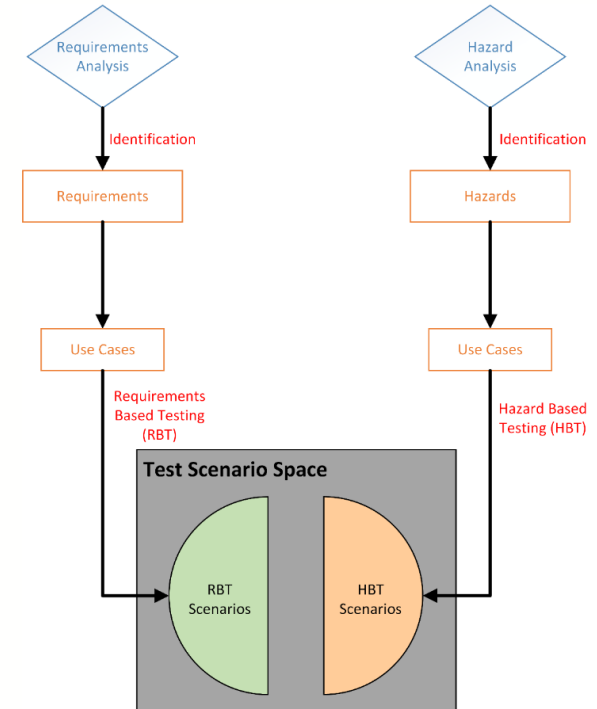 Requirements
Analysis
Hazard
Analysis
Identification
Identification
Requirements
Hazards
Use Cases
Use Cases
Requirements
Based Testing
(RBT)
Hazard Based
Testing (HBT)
Test Scenario Space
RBT
Scenarios
HBT
Scenarios